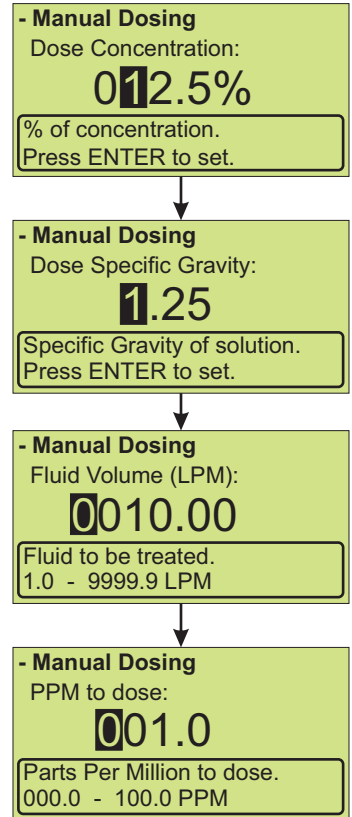 - Manual Dosing
Dose Concentration:
012.5%
% of concentration.
Press ENTER to set.
- Manual Dosing
Dose Specific Gravity:
1.25
Specific Gravity of solution.
Press ENTER to set.
- Manual Dosing
Fluid Volume (LPM):
0010.00
Fluid to be treated.
1.0 - 9999.9 LPM
- Manual Dosing
PPM to dose:
001.0
Parts Per Million to dose.
000.0 - 100.0 PPM